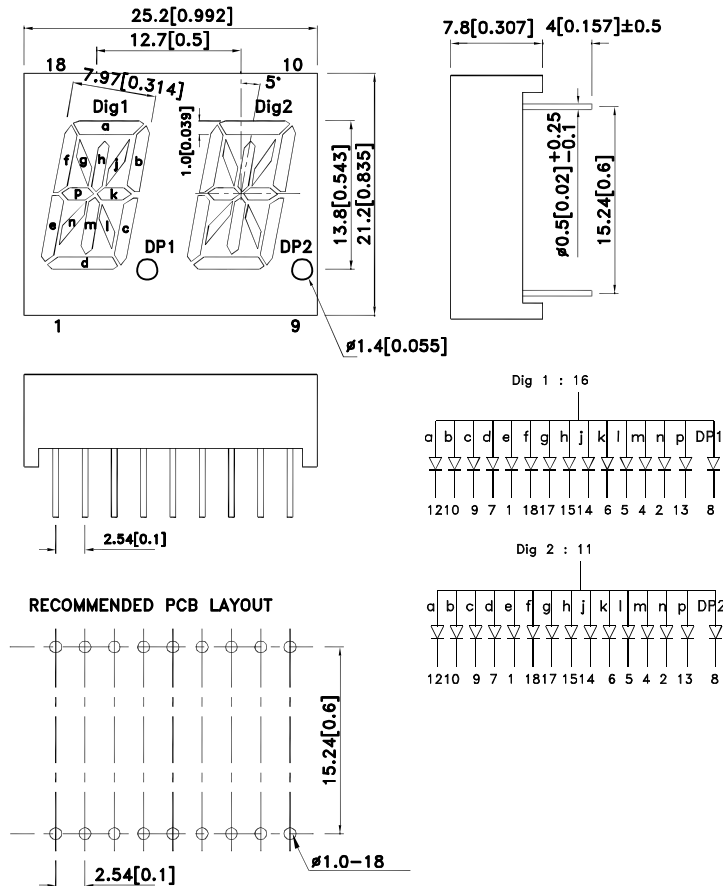 25.2[0.992]
12.7[0.5]
18
10
7.97[0.314]
5°
Dig1
Dig2
1.0[0.039]
a
f
g
h
j
b
p
k
e
n
m
l
c
d
DP1
DP2
13.8[0.543]
21.2[0.835]
1
9
ø1.4[0.055]
7.8[0.307]
4[0.157]±0.5
ø0.5[0.02] +0.25 -0.1
15.24[0.6]
2.54[0.1]
Dig 1 : 16
a b c d e f g h j k l m n p DP1
12 10 9 7 1 18 17 15 14 6 5 4 2 13 8
Dig 2 : 11
a b c d e f g h j k l m n p DP2
12 10 9 7 1 18 17 15 14 6 5 4 2 13 8
RECOMMENDED PCB LAYOUT
15.24[0.6]
2.54[0.1]
ø1.0-18